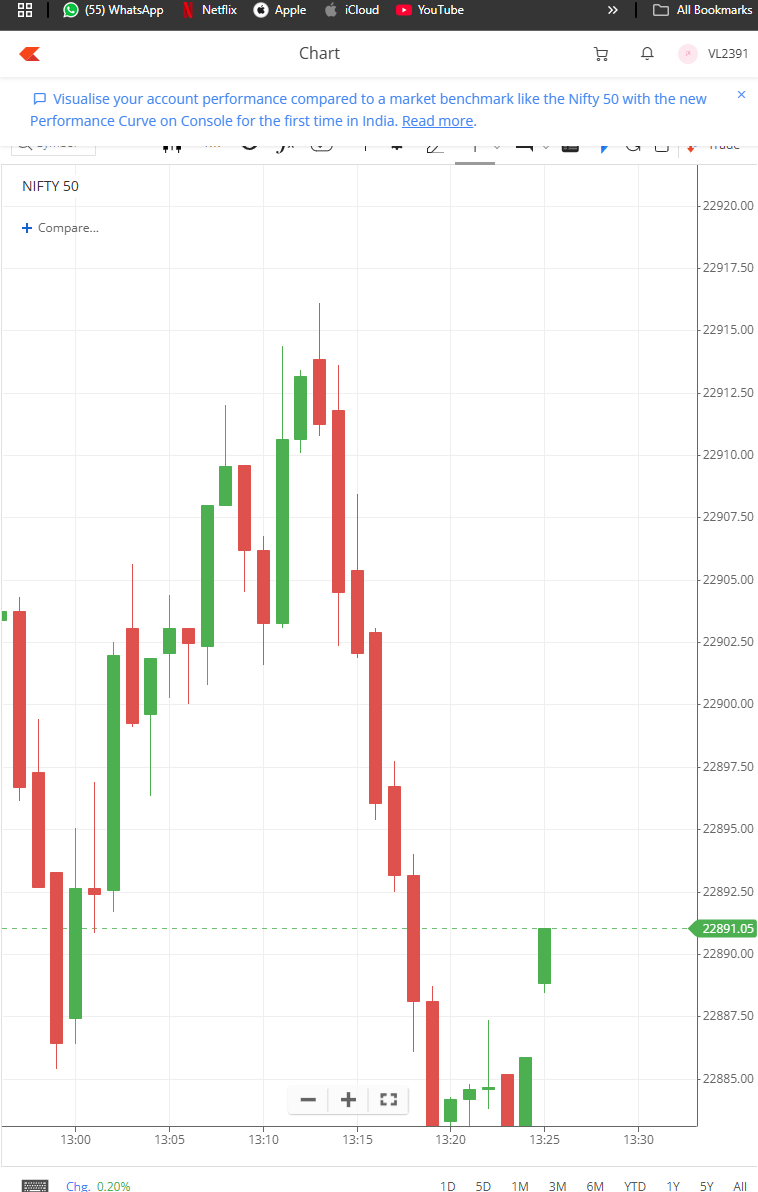 (55) WhatsApp Netflix Apple iCloud YouTube » All Bookmarks
Chart VL2391
Visualise your account performance compared to a market benchmark like the Nifty 50 with the new
Performance Curve on Console for the first time in India. Read more.
NIFTY 50
22920.00
+ Compare...
22917.50
22915.00
22912.50
22910.00
22907.50
22905.00
22902.50
22900.00
22897.50
22895.00
22892.50
22891.05
22890.00
22887.50
22885.00
13:00 13:05 13:10 13:15 13:20 13:25 13:30
Chg. 0.20% 1D 5D 1M 3M 6M YTD 1Y 5Y All